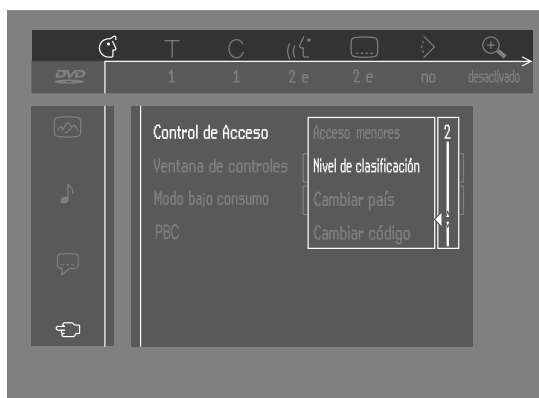 T C
DVD 1 1 2 e 2 e no desactivado
Control de Acceso Acceso menores 2
Ventana de controles Nivel de clasificación
Modo bajo consumo Cambiar país
PBC Cambiar código